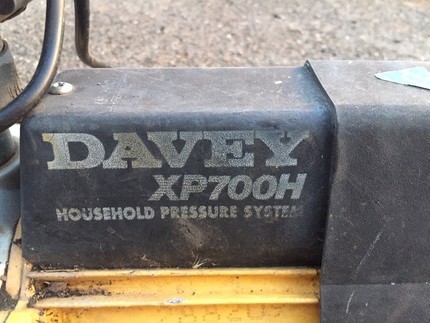 DAVEY
XP700H
HOUSEHOLD PRESSURE SYSTEM